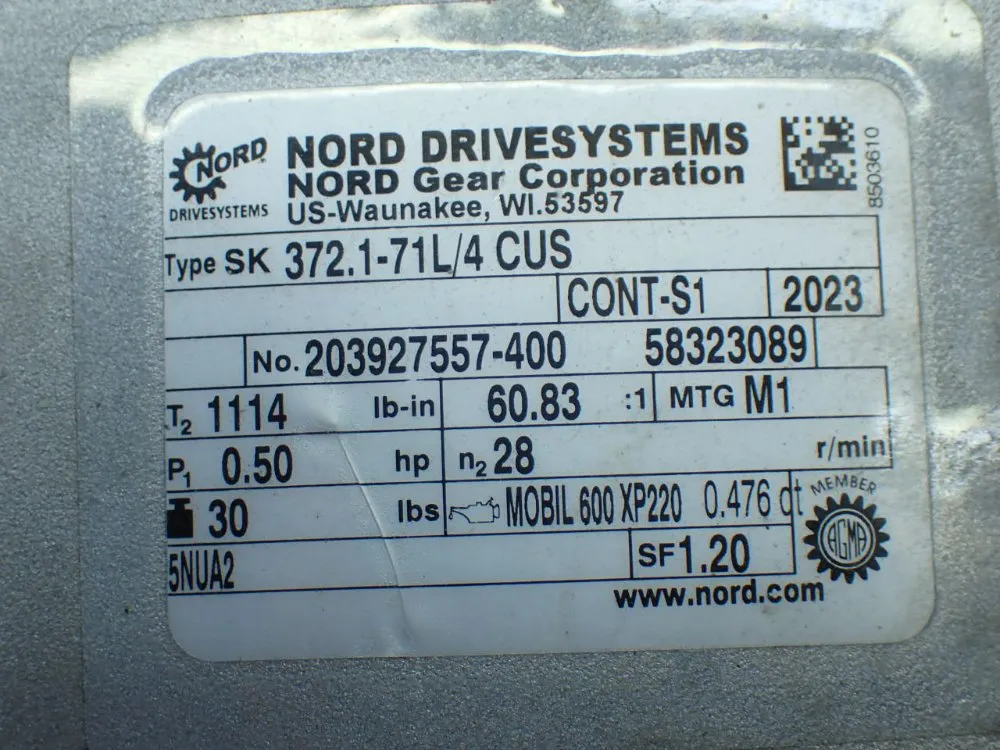 NORD DRIVESYSTEMS
NORD
DRIVESYSTEMS
NORD Gear Corporation
US-Waunakee, WI.53597
8503610
Type SK 372.1-71L/4 CUS
CONT-S1 2023
No. 203927557-400 58323089
T2 1114 lb-in 60.83 :1 MTG M1
P1 0.50 hp n2 28 r/min
30 lbs MOBIL 600 XP220 0.476 qt
MEMBER
AGMA
5NUA2 SF 1.20
www.nord.com